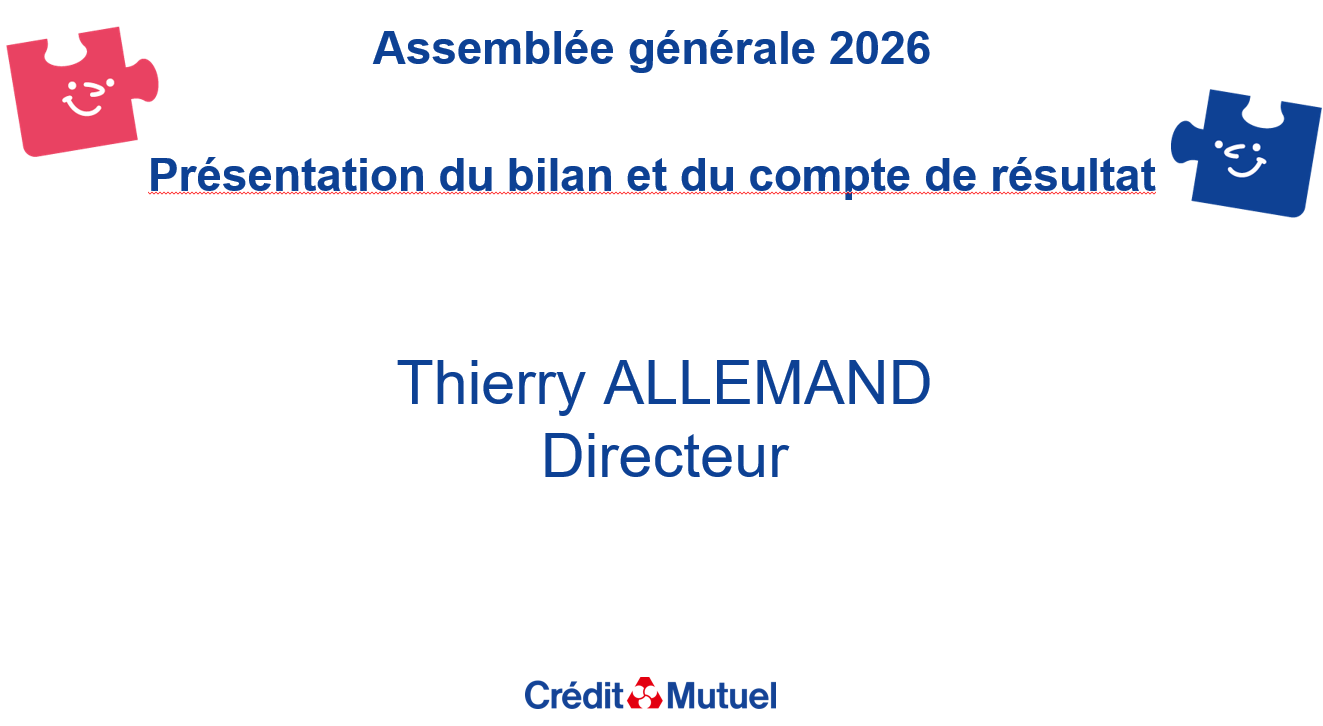 Assemblée générale 2026
Présentation du bilan et du compte de résultat
Thierry ALLEMAND
Directeur
Crédit Mutuel